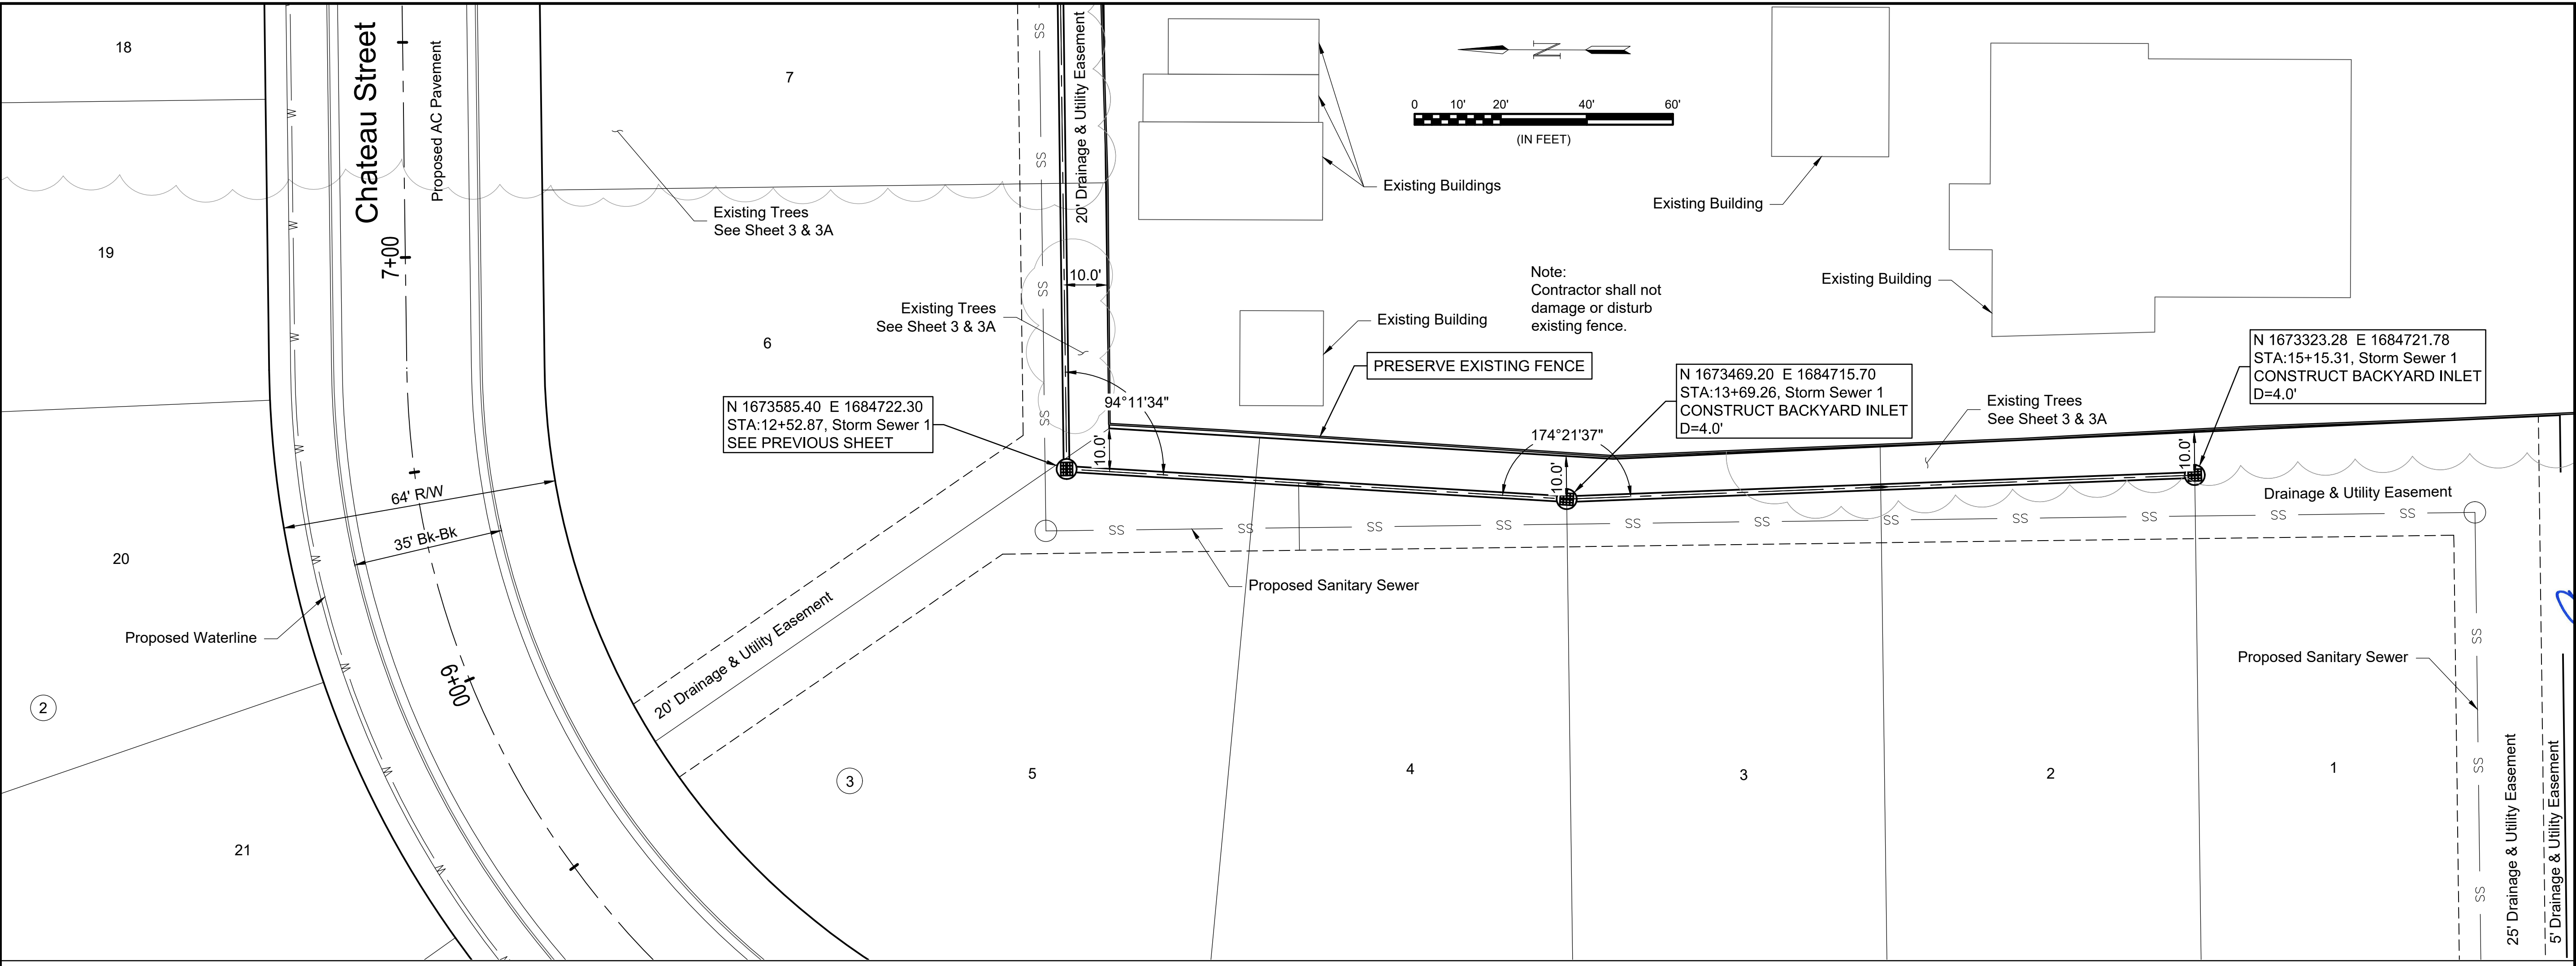 18
Chateau Street
Proposed AC Pavement
7
20' Drainage & Utility Easement
N
0 10' 20' 40' 60'
(IN FEET)
Existing Buildings
Existing Building
19
7+00
Existing Trees
See Sheet 3 & 3A
10.0'
Existing Trees
See Sheet 3 & 3A
6
Note:
Contractor shall not
damage or disturb
existing fence.
Existing Building
Existing Building
PRESERVE EXISTING FENCE
N 1673585.40 E 1684722.30
STA:12+52.87, Storm Sewer 1
SEE PREVIOUS SHEET
94°11'34"
10.0'
N 1673469.20 E 1684715.70
STA:13+69.26, Storm Sewer 1
CONSTRUCT BACKYARD INLET
D=4.0'
174°21'37"
10.0'
Existing Trees
See Sheet 3 & 3A
N 1673323.28 E 1684721.78
STA:15+15.31, Storm Sewer 1
CONSTRUCT BACKYARD INLET
D=4.0'
10.0'
Drainage & Utility Easement
64' R/W
35' Bk-Bk
20
Proposed Waterline
6+00
20' Drainage & Utility Easement
Proposed Sanitary Sewer
Proposed Sanitary Sewer
2
3
5
4
3
2
1
21
25' Drainage & Utility Easement
5' Drainage & Utility Easement
W W W W W W W W W W W
SS SS SS SS
SS SS SS SS SS SS SS SS SS SS SS
SS SS SS